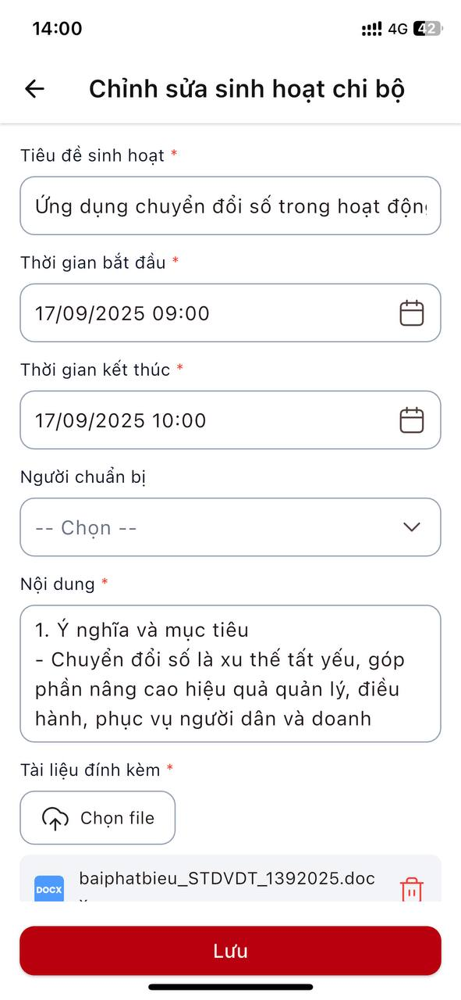 14:00
4G 42
Chỉnh sửa sinh hoạt chi bộ
Tiêu đề sinh hoạt *
Ứng dụng chuyển đổi số trong hoạt động
Thời gian bắt đầu *
17/09/2025 09:00
Thời gian kết thúc *
17/09/2025 10:00
Người chuẩn bị
-- Chọn --
Nội dung *
1. Ý nghĩa và mục tiêu
- Chuyển đổi số là xu thế tất yếu, góp
phần nâng cao hiệu quả quản lý, điều
hành, phục vụ người dân và doanh
Tài liệu đính kèm *
Chọn file
DOCX
baiphatbieu_STDVDT_1392025.doc
x
Lưu